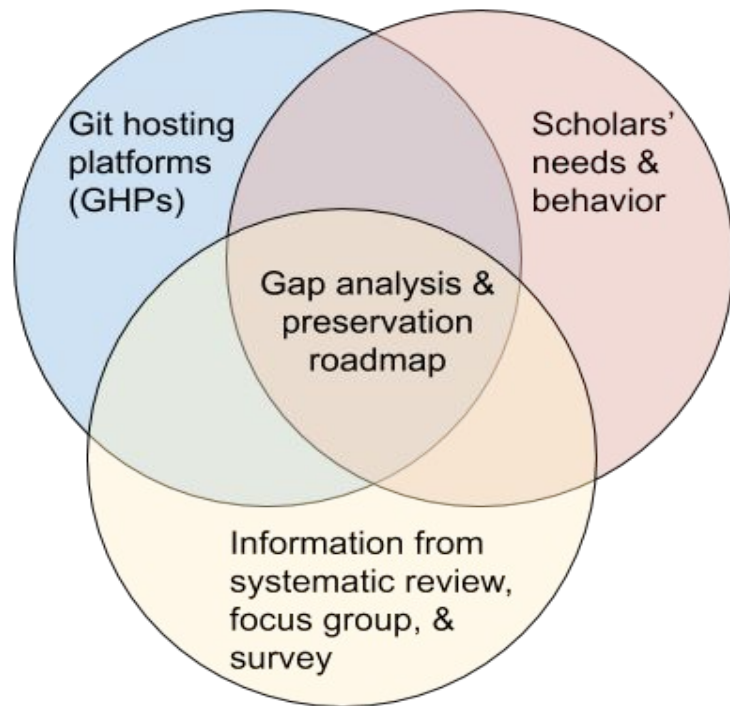 Git hosting
platforms
(GHPs)
Scholars’
needs &
behavior
Gap analysis &
preservation
roadmap
Information from
systematic review,
focus group, &
survey